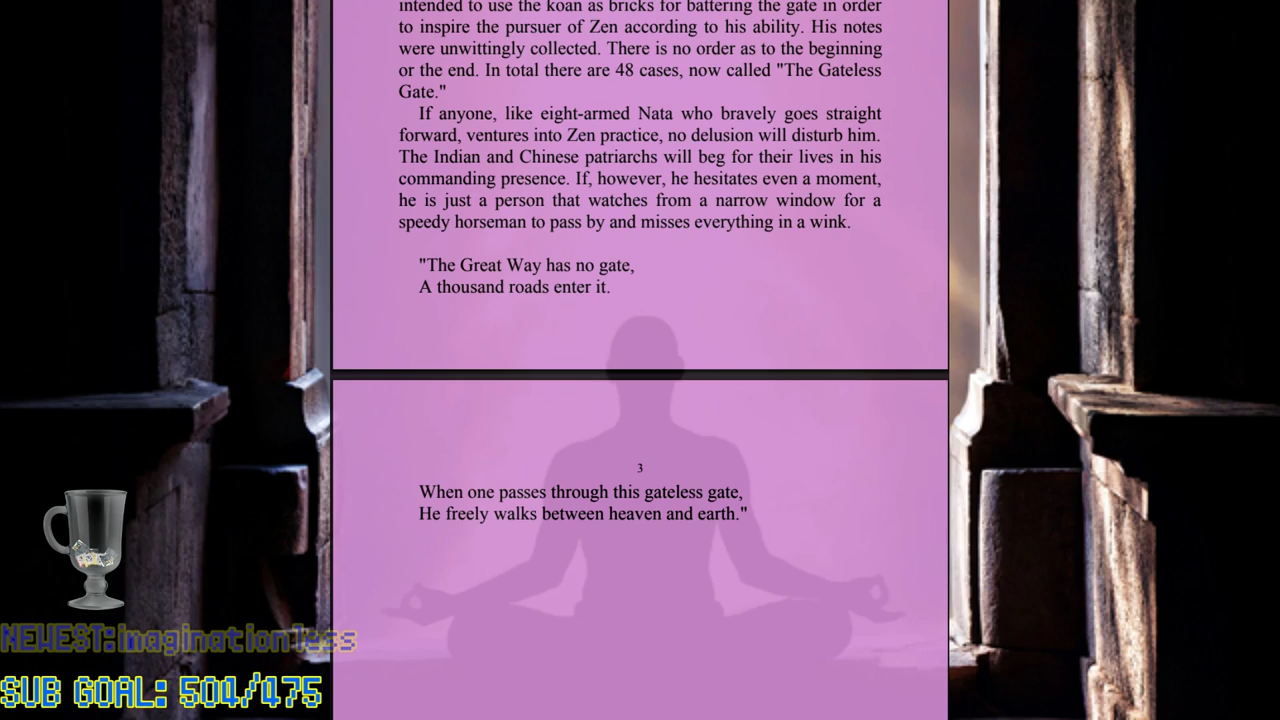 intended to use the koan as bricks for battering the gate in order
to inspire the pursuer of Zen according to his ability. His notes
were unwittingly collected. There is no order as to the beginning
or the end. In total there are 48 cases, now called "The Gateless
Gate."
If anyone, like eight-armed Nata who bravely goes straight
forward, ventures into Zen practice, no delusion will disturb him.
The Indian and Chinese patriarchs will beg for their lives in his
commanding presence. If, however, he hesitates even a moment,
he is just a person that watches from a narrow window for a
speedy horseman to pass by and misses everything in a wink.
"The Great Way has no gate,
A thousand roads enter it.
3
When one passes through this gateless gate,
He freely walks between heaven and earth."
NEWEST:imaginationless
SUB GOAL: 504/475